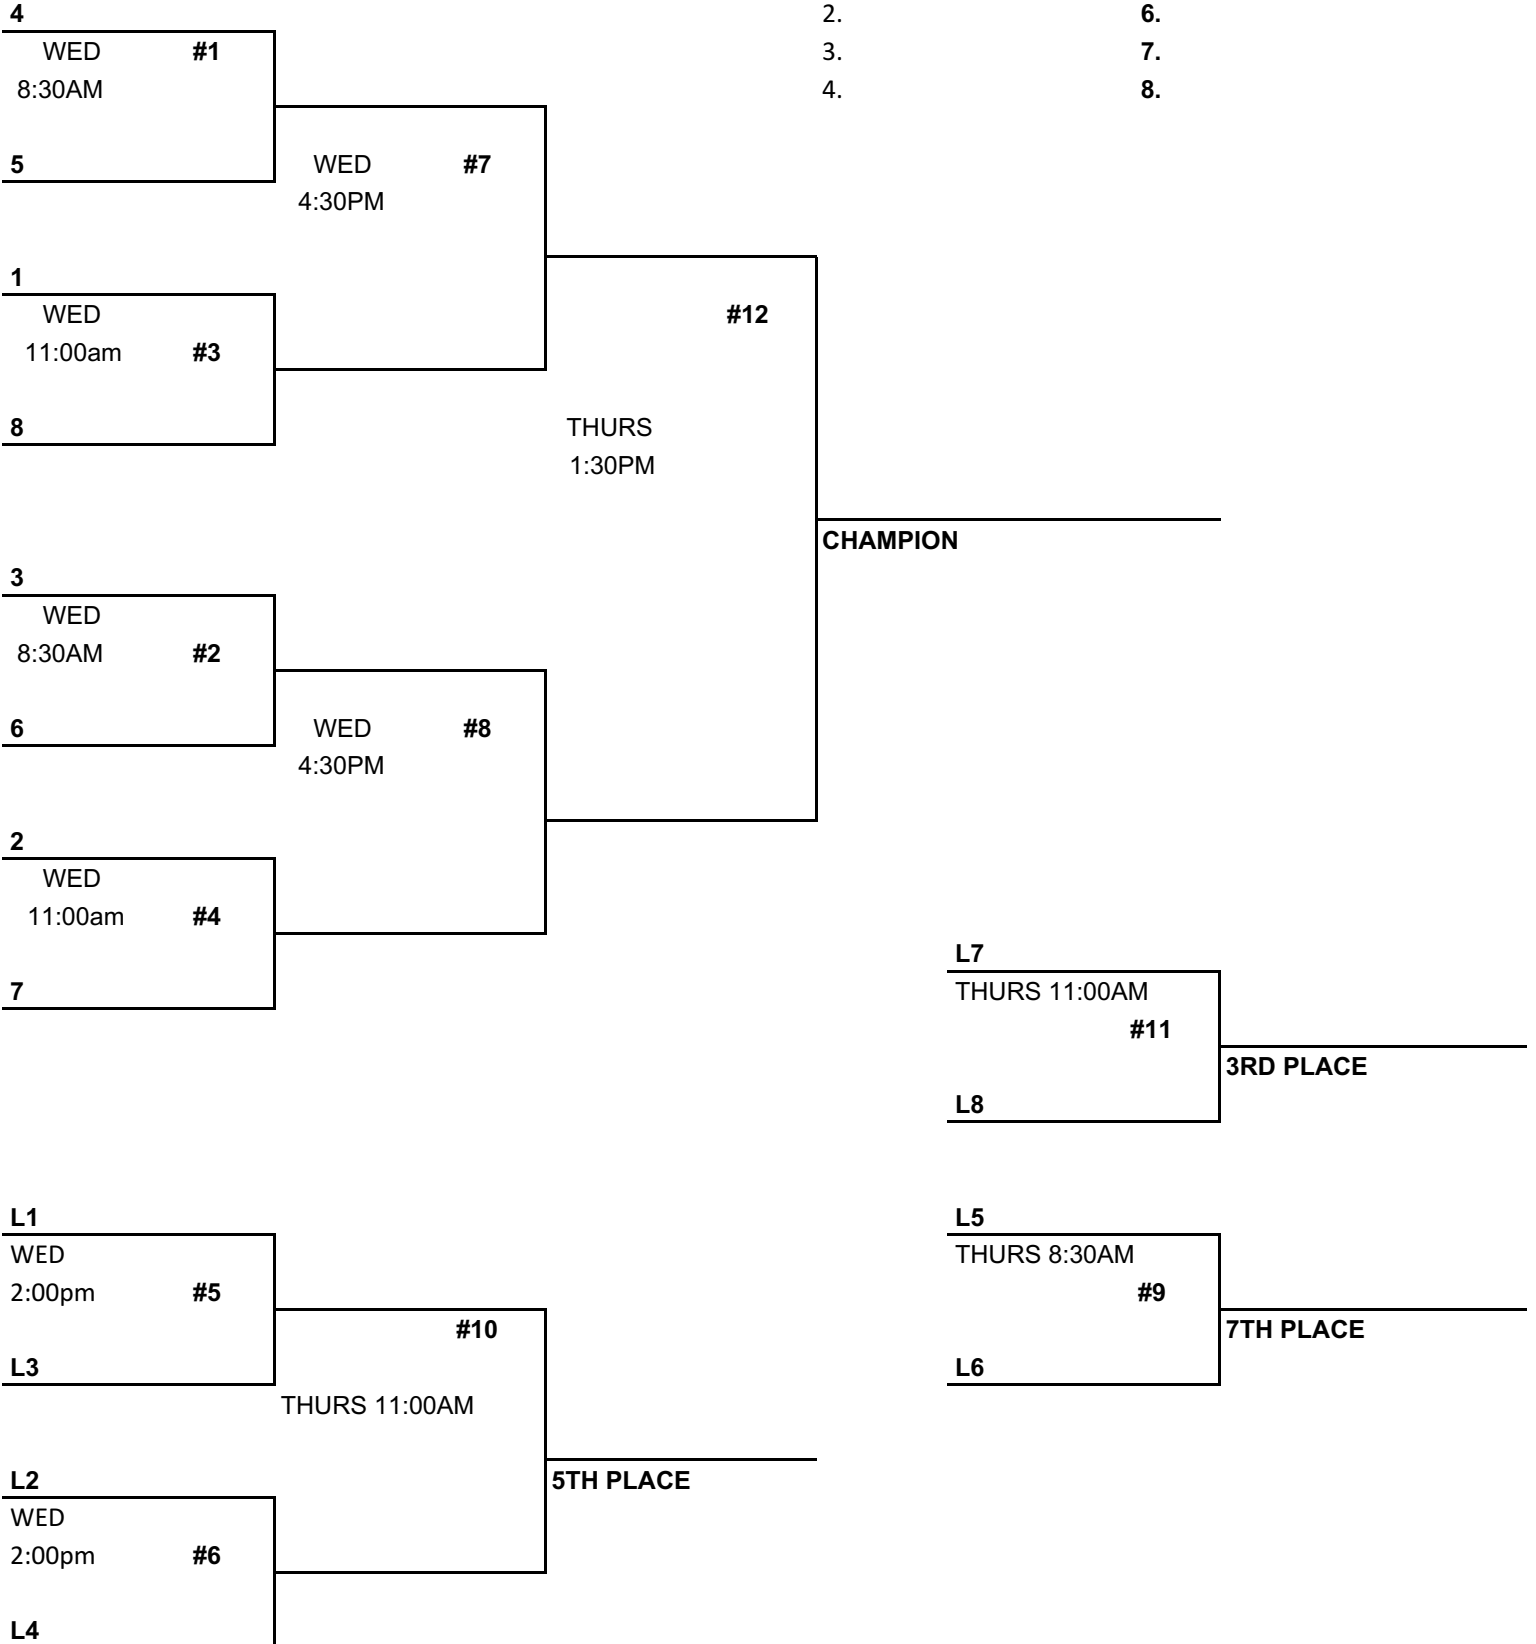 4 2. 6.
WED #1 3. 7.
8:30AM 4. 8.
5 WED #7
4:30PM
1
WED #12
11:00am #3
8 THURS
1:30PM
CHAMPION
3
WED
8:30AM #2
6 WED #8
4:30PM
2
WED
11:00am #4
L7
7 THURS 11:00AM
#11
3RD PLACE
L8
L1 L5
WED THURS 8:30AM
2:00pm #5 #9
#10 7TH PLACE
L3 L6
THURS 11:00AM
L2 5TH PLACE
WED
2:00pm #6
L4